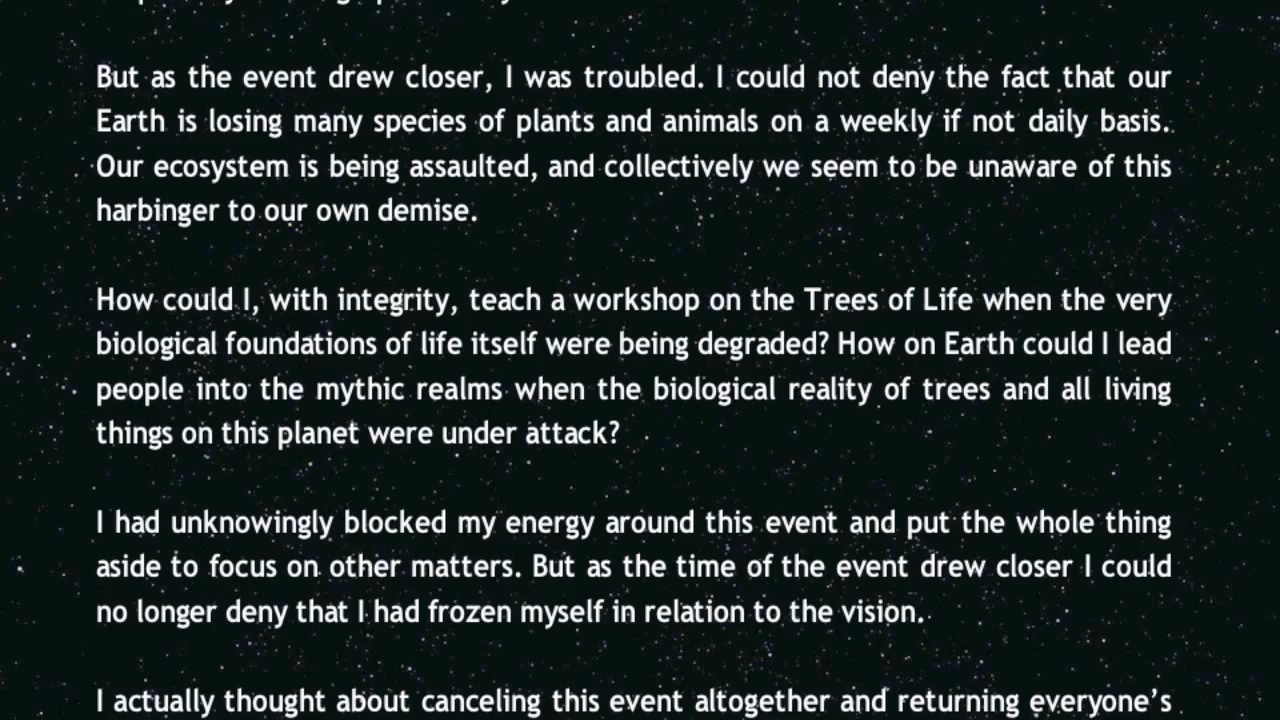 But as the event drew closer, I was troubled. I could not deny the fact that our
Earth is losing many species of plants and animals on a weekly if not daily basis.
Our ecosystem is being assaulted, and collectively we seem to be unaware of this
harbinger to our own demise.
How could I, with integrity, teach a workshop on the Trees of Life when the very
biological foundations of life itself were being degraded? How on Earth could I lead
people into the mythic realms when the biological reality of trees and all living
things on this planet were under attack?
I had unknowingly blocked my energy around this event and put the whole thing
aside to focus on other matters. But as the time of the event drew closer I could
no longer deny that I had frozen myself in relation to the vision.
I actually thought about canceling this event altogether and returning everyone’s